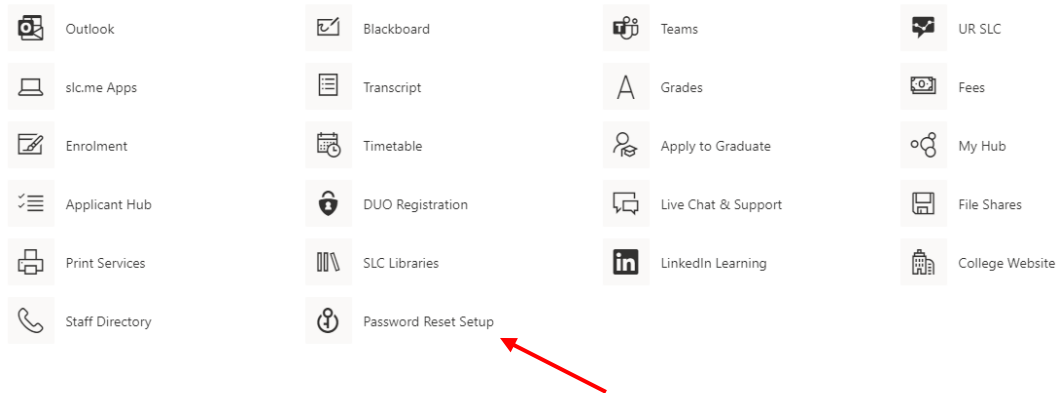 Outlook
Blackboard
Teams
UR SLC
slc.me Apps
Transcript
Grades
Fees
Enrolment
Timetable
Apply to Graduate
My Hub
Applicant Hub
DUO Registration
Live Chat & Support
File Shares
Print Services
SLC Libraries
LinkedIn Learning
College Website
Staff Directory
Password Reset Setup